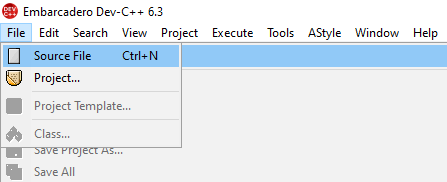 DEV C++ Embarcadero Dev-C++ 6.3
File Edit Search View Project Execute Tools AStyle Window Help
Source File Ctrl+N
Project...
Project Template...
Class...
Save Project As...
Save All